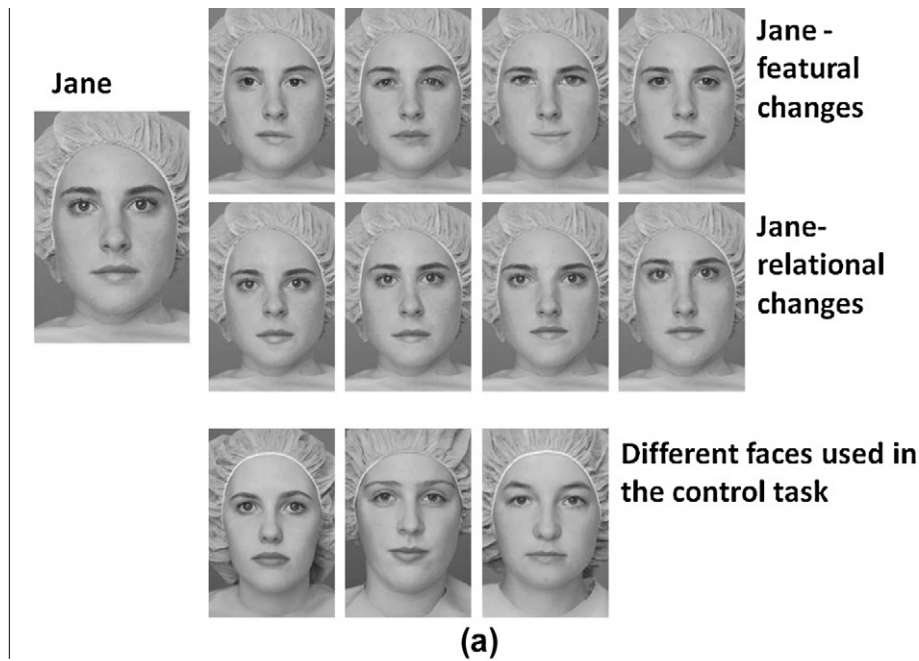 Jane
Jane -
featural
changes
Jane-
relational
changes
Different faces used in
the control task
(a)